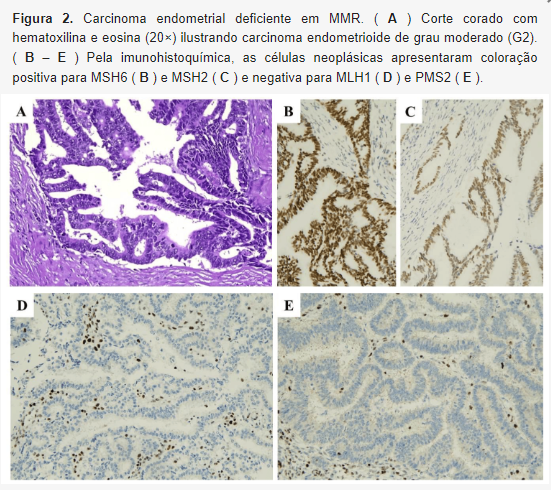 Figura 2. Carcinoma endometrial deficiente em MMR. ( A ) Corte corado com
hematoxilina e eosina (20×) ilustrando carcinoma endometrioide de grau moderado (G2).
( B – E ) Pela imunohistoquímica, as células neoplásicas apresentaram coloração
positiva para MSH6 ( B ) e MSH2 ( C ) e negativa para MLH1 ( D ) e PMS2 ( E ).
A
B
C
D
E